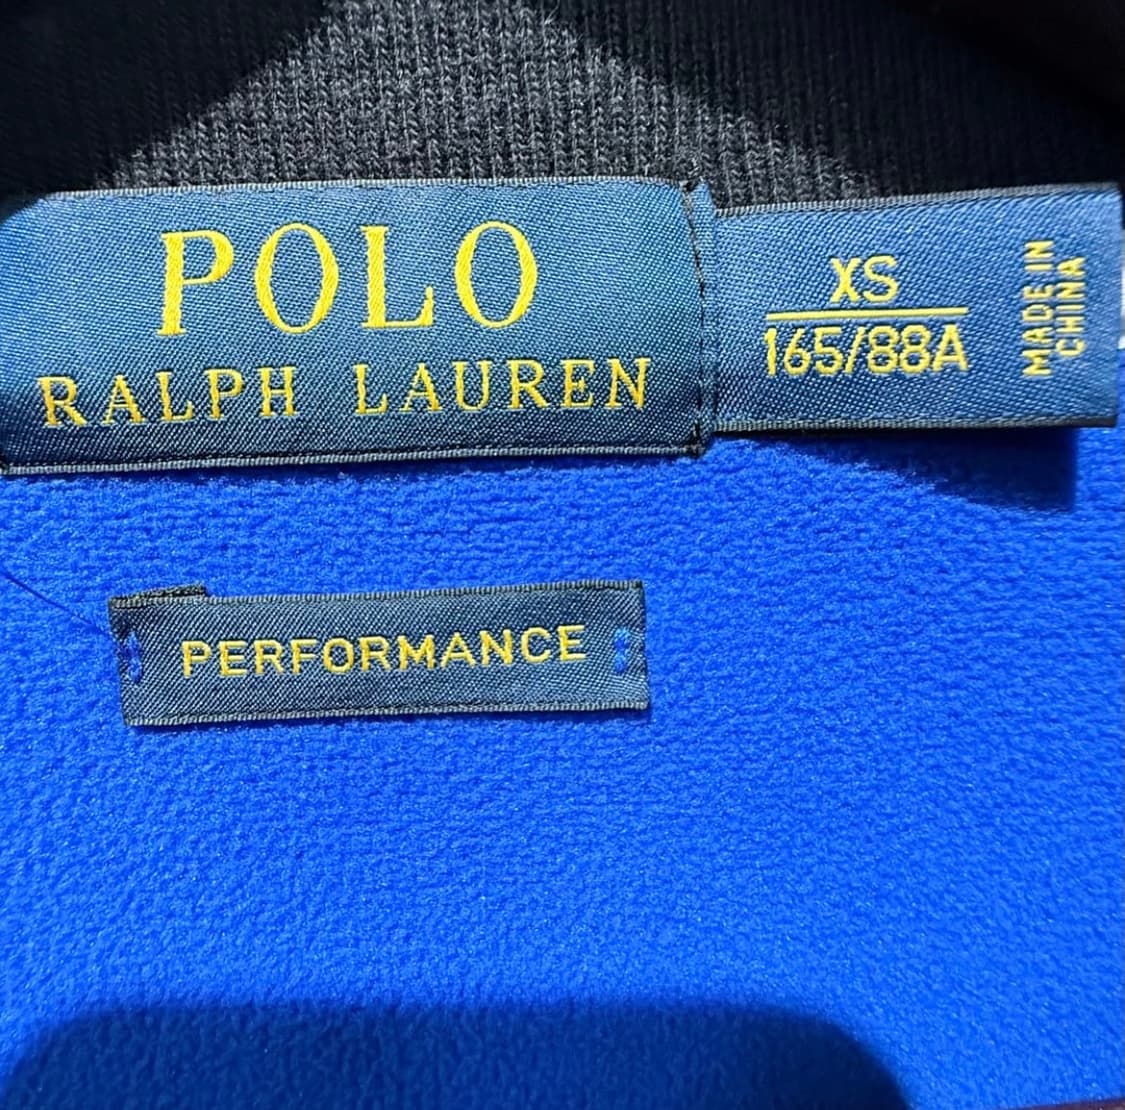 POLO
RALPH LAUREN
XS
165/88A
MADE IN
CHINA
PERFORMANCE